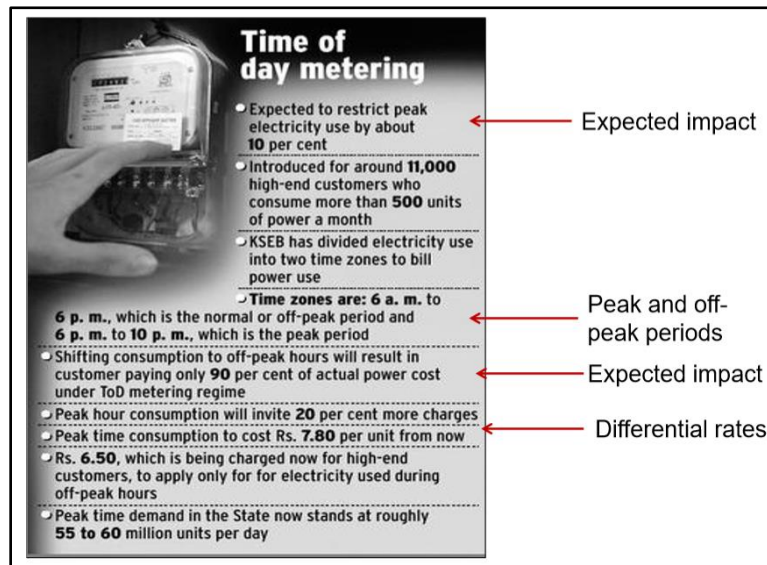 Time of
day metering
Expected to restrict peak
electricity use by about
10 per cent
Introduced for around 11,000
high-end customers who
consume more than 500 units
of power a month
KSEB has divided electricity use
into two time zones to bill
power use
Time zones are: 6 a. m. to
6 p. m., which is the normal or off-peak period and
6 p. m. to 10 p. m., which is the peak period
Shifting consumption to off-peak hours will result in
customer paying only 90 per cent of actual power cost
under ToD metering regime
Peak hour consumption will invite 20 per cent more charges
Peak time consumption to cost Rs. 7.80 per unit from now
Rs. 6.50, which is being charged now for high-end
customers, to apply only for for electricity used during
off-peak hours
Peak time demand in the State now stands at roughly
55 to 60 million units per day
Expected impact
Peak and off-
peak periods
Expected impact
Differential rates